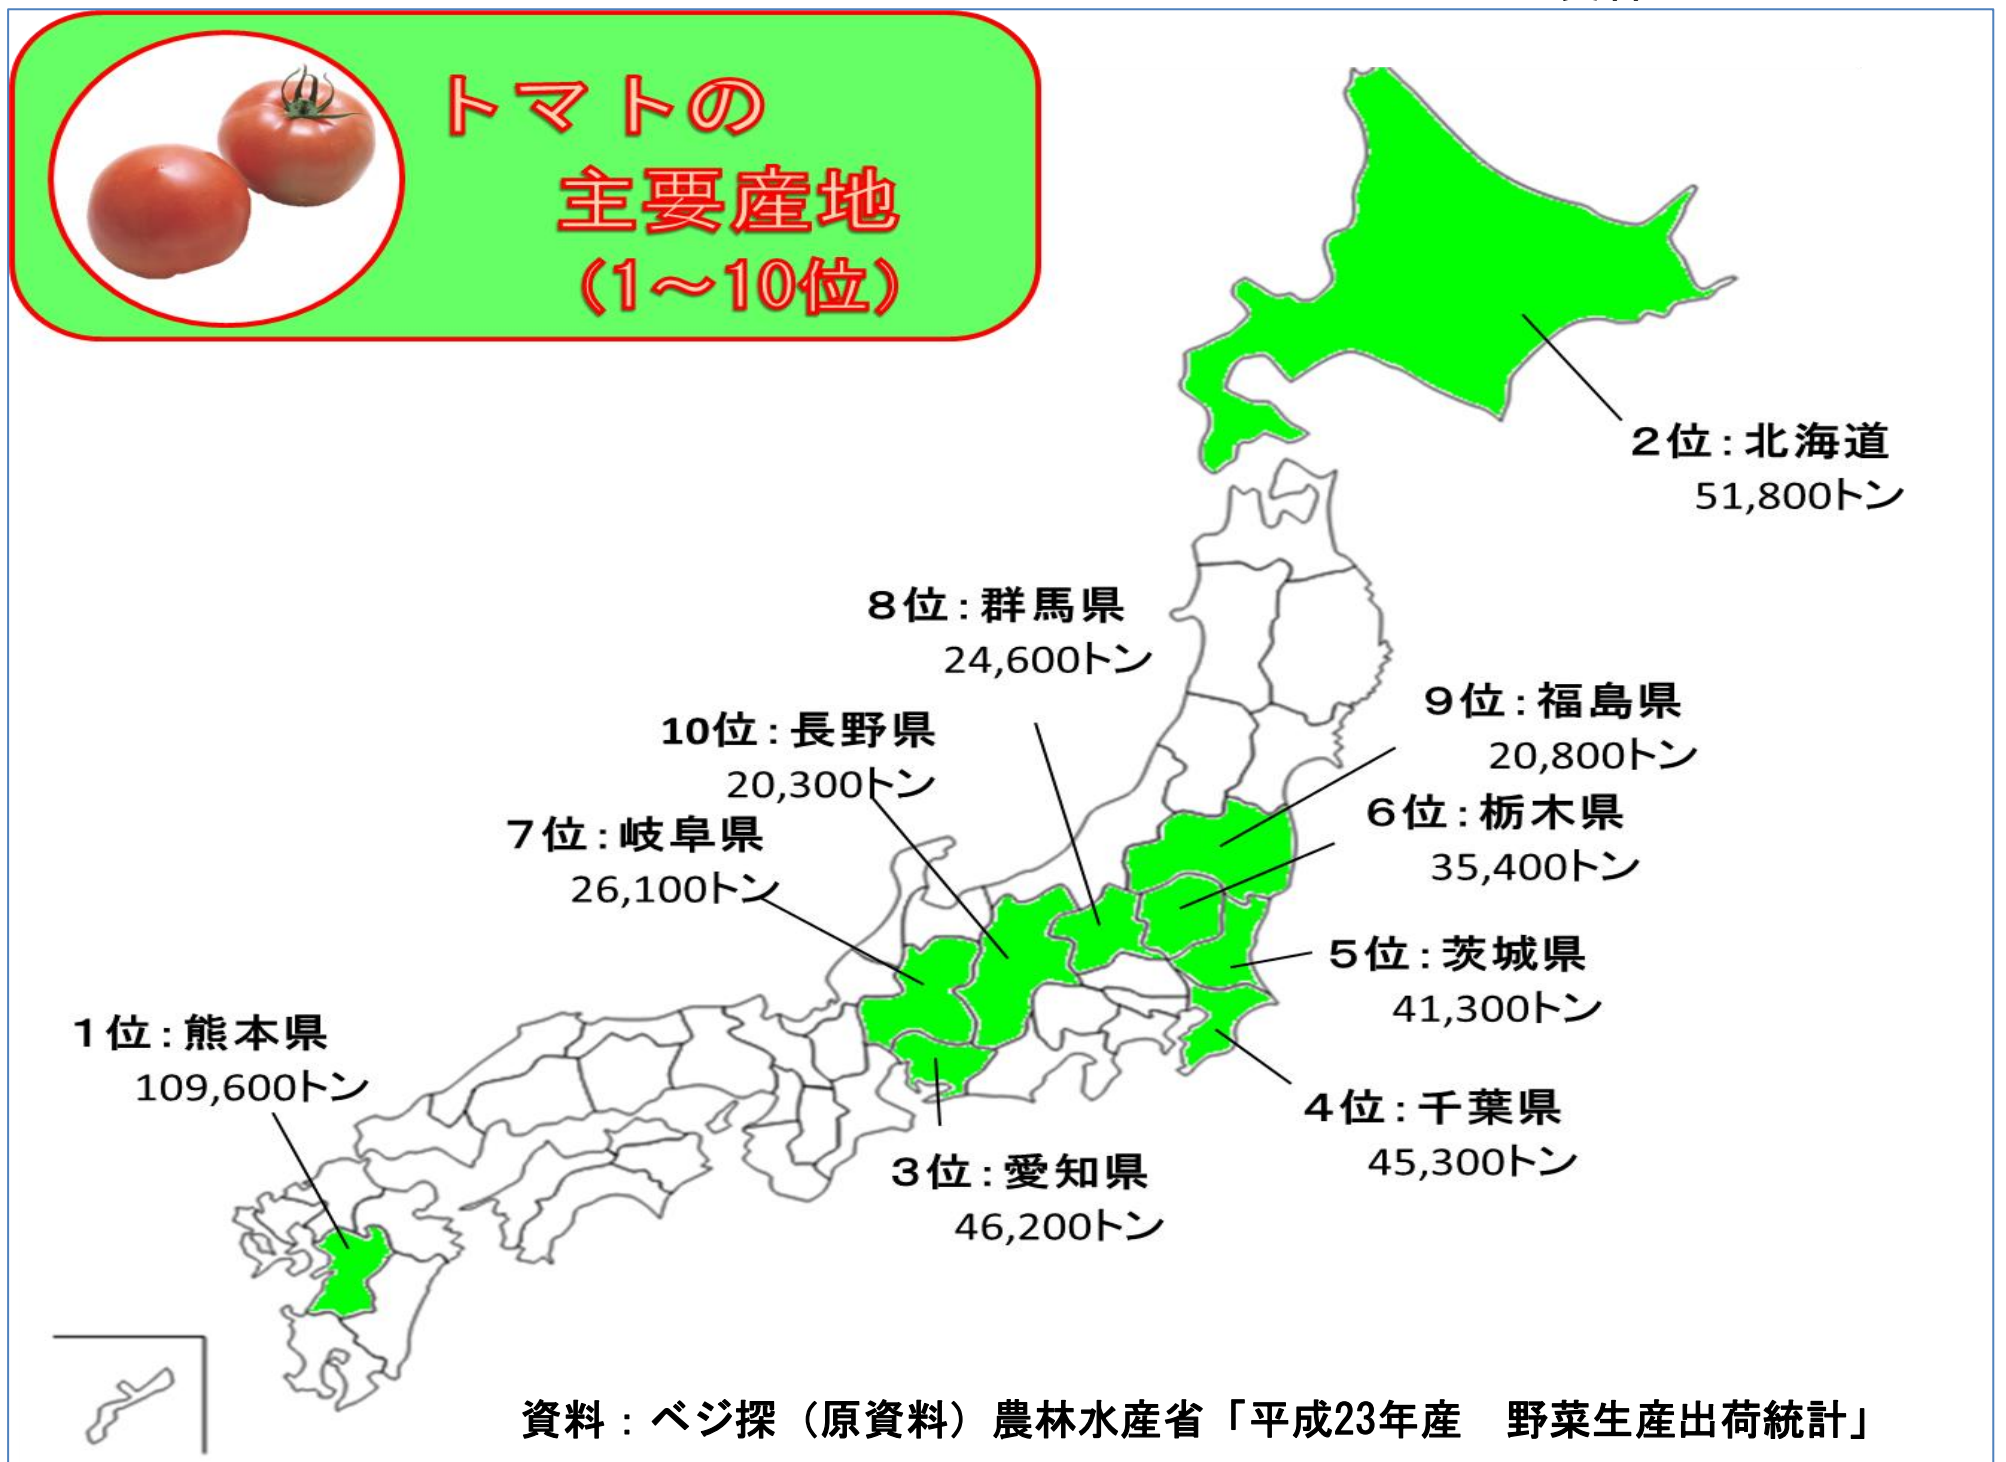 トマトの
主要産地
（1～10位）
2位：北海道
51,800トン
8位：群馬県
24,600トン
9位：福島県
20,800トン
10位：長野県
20,300トン
6位：栃木県
35,400トン
7位：岐阜県
26,100トン
5位：茨城県
41,300トン
1位：熊本県
109,600トン
4位：千葉県
45,300トン
3位：愛知県
46,200トン
資料：ベジ探（原資料）農林水産省「平成23年産　野菜生産出荷統計」